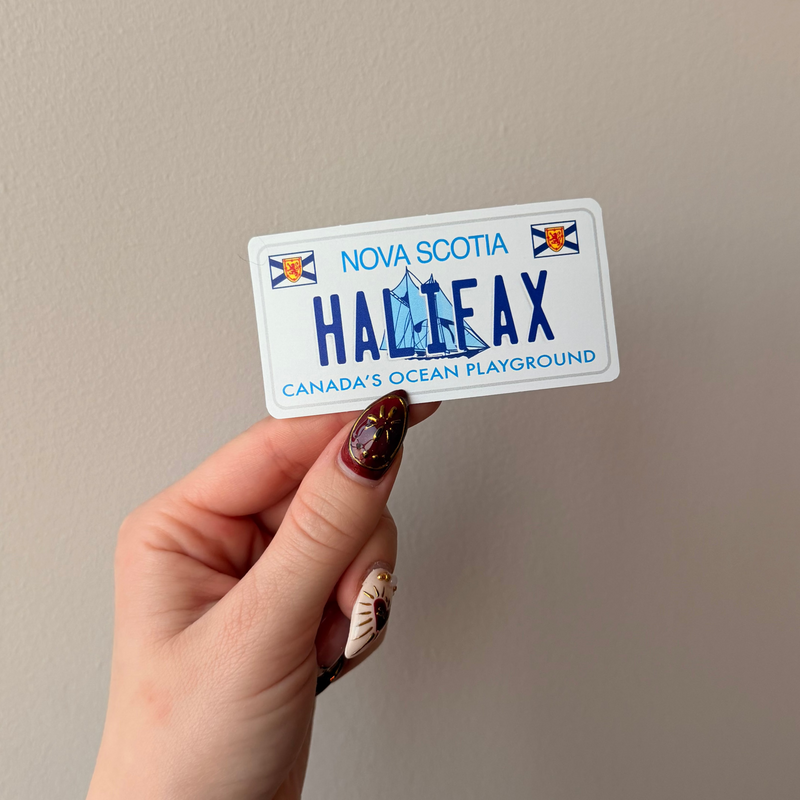 NOVA SCOTIA
HALIFAX
CANADA'S OCEAN PLAYGROUND